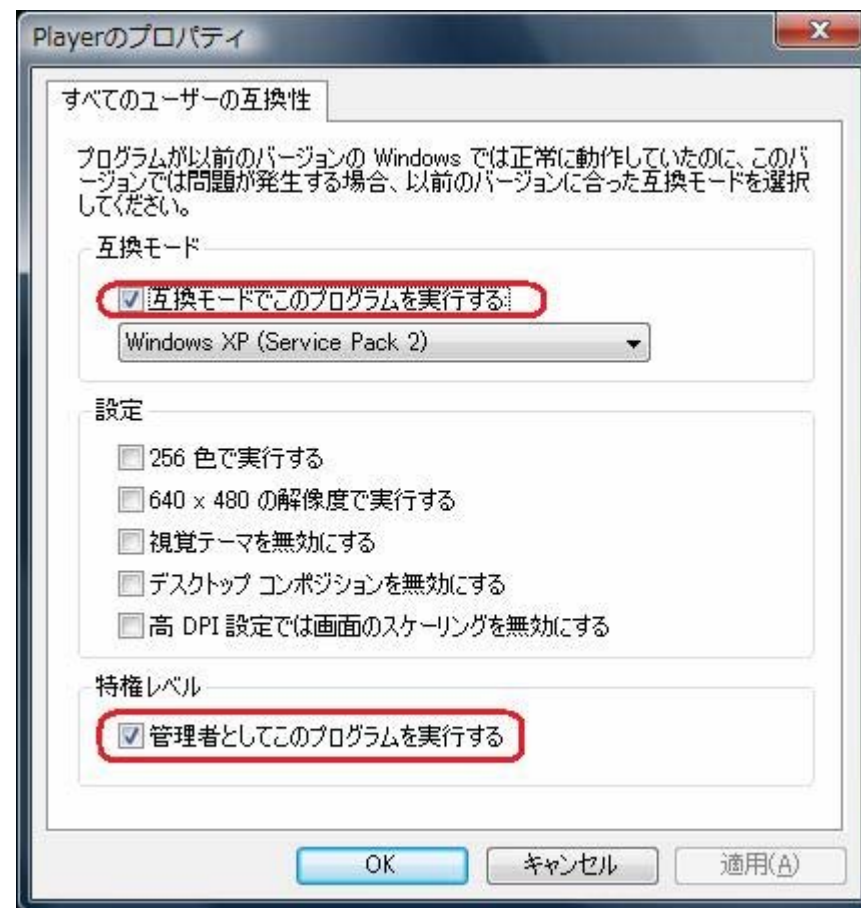 Playerのプロパティ
すべてのユーザーの互換性
プログラムが以前のバージョンの Windows では正常に動作していたのに、このバ
ージョンでは問題が発生する場合、以前のバージョンに合った互換モードを選択
してください。
互換モード
互換モードでこのプログラムを実行する:
Windows XP (Service Pack 2)
設定
256 色で実行する
640 x 480 の解像度で実行する
視覚テーマを無効にする
デスクトップ コンポジションを無効にする
高 DPI 設定では画面のスケーリングを無効にする
特権レベル
管理者としてこのプログラムを実行する
OK
キャンセル
適用(A)